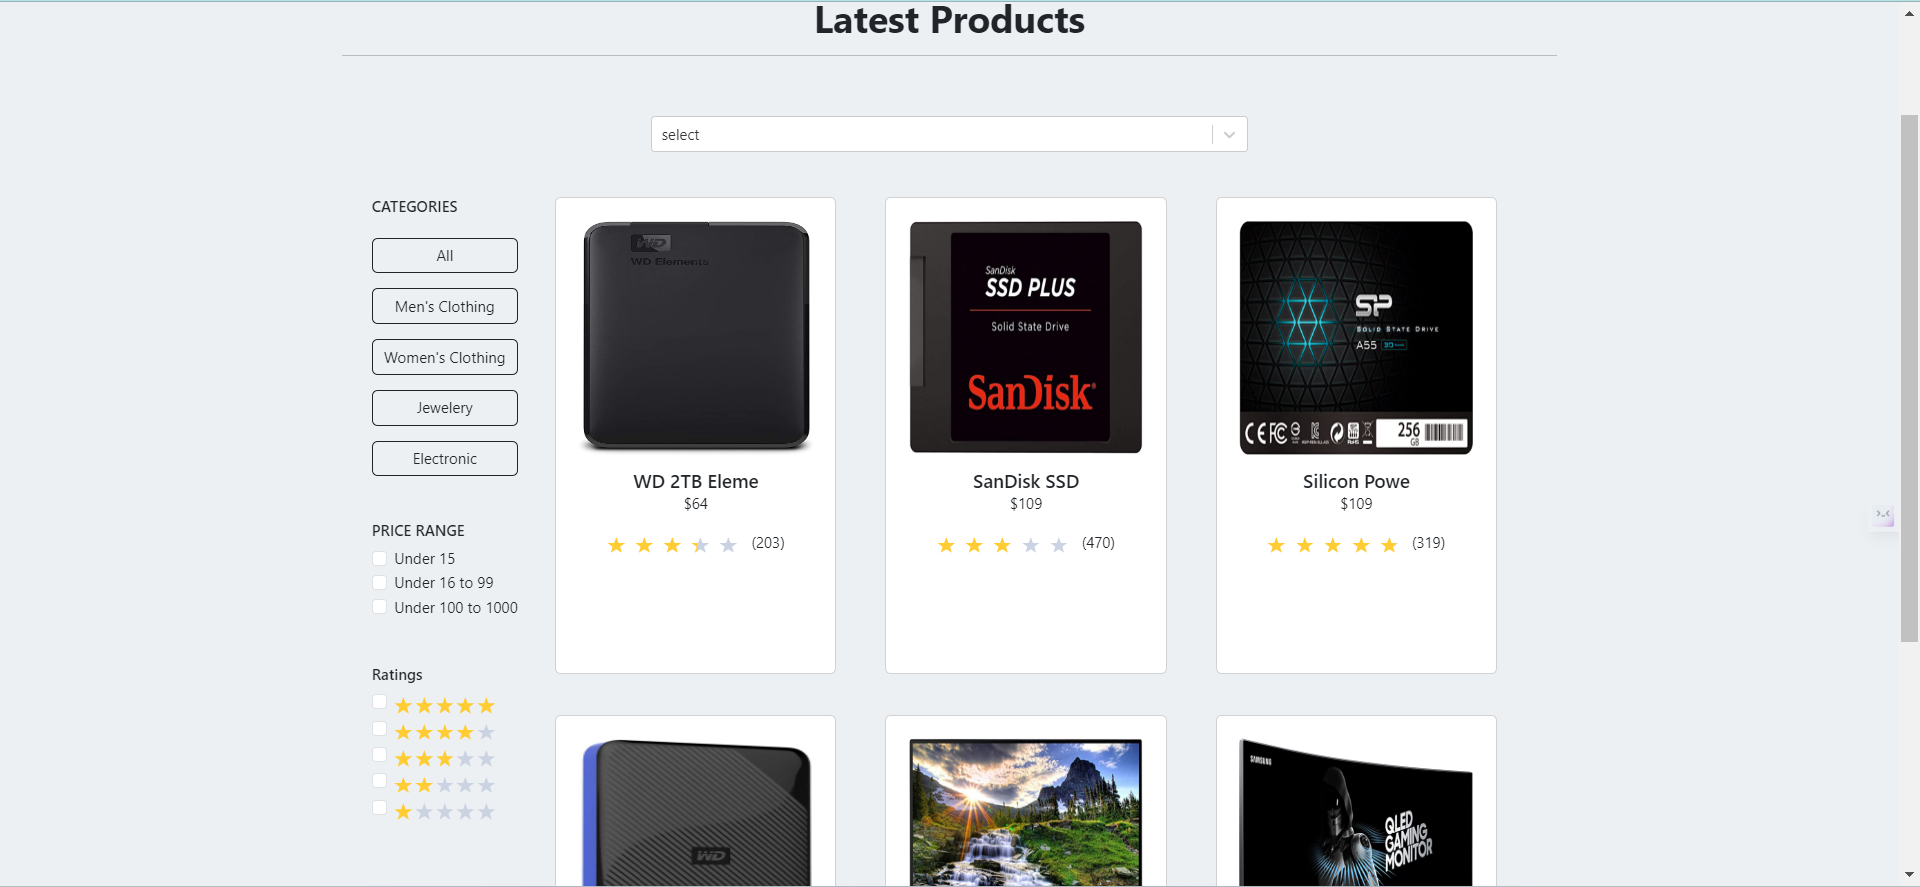 Latest Products
select
CATEGORIES
All
Men's Clothing
Women's Clothing
Jewelery
Electronic
PRICE RANGE
Under 15
Under 16 to 99
Under 100 to 1000
Ratings
WD
WD Elements
WD 2TB Eleme
$64
(203)
SanDisk
SSD PLUS
Solid State Drive
SanDisk
SanDisk SSD
$109
(470)
SP
SOLID STATE DRIVE
A55
256
GB
Silicon Powe
$109
(319)
WD
SAMSUNG
QLED
GAMING
MONITOR